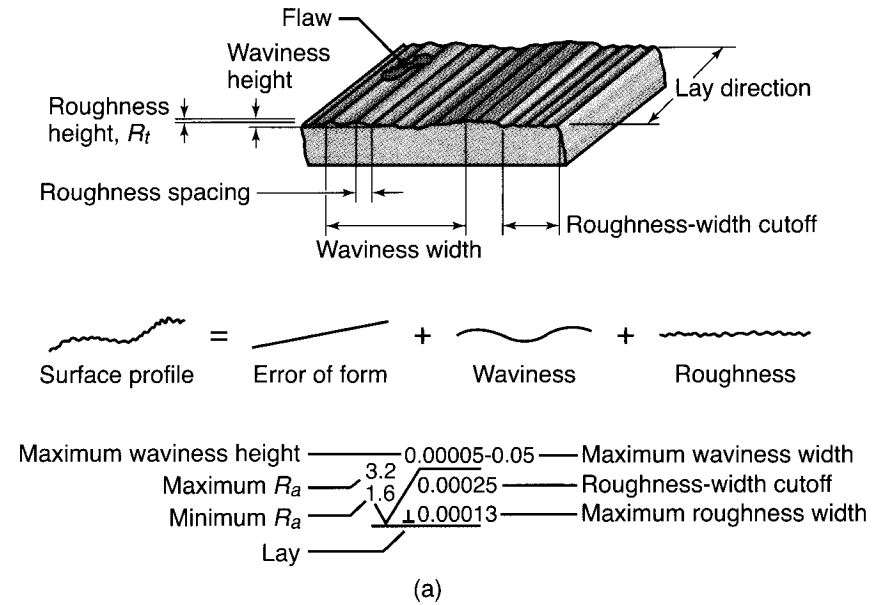 Flaw
Waviness
height
Roughness
height, Rt
Lay direction
Roughness spacing
Waviness width
Roughness-width cutoff
= + +
Surface profile Error of form Waviness Roughness
Maximum waviness height 0.00005-0.05 Maximum waviness width
Maximum Ra 3.2 0.00025 Roughness-width cutoff
Minimum Ra 1.6 ⊥0.00013 Maximum roughness width
Lay
(a)